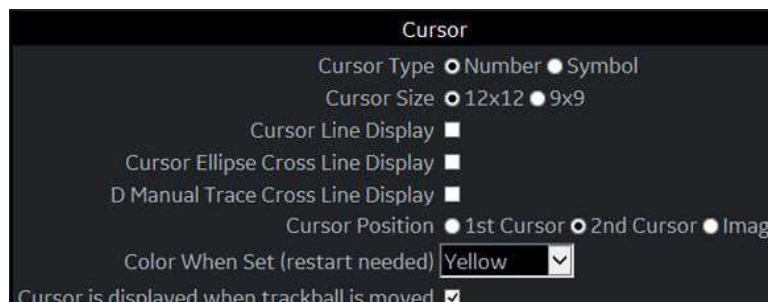 Cursor
Cursor Type Number Symbol
Cursor Size 12x12 9x9
Cursor Line Display
Cursor Ellipse Cross Line Display
D Manual Trace Cross Line Display
Cursor Position 1st Cursor 2nd Cursor Imag
Color When Set (restart needed) Yellow
Cursor is displayed when trackball is moved